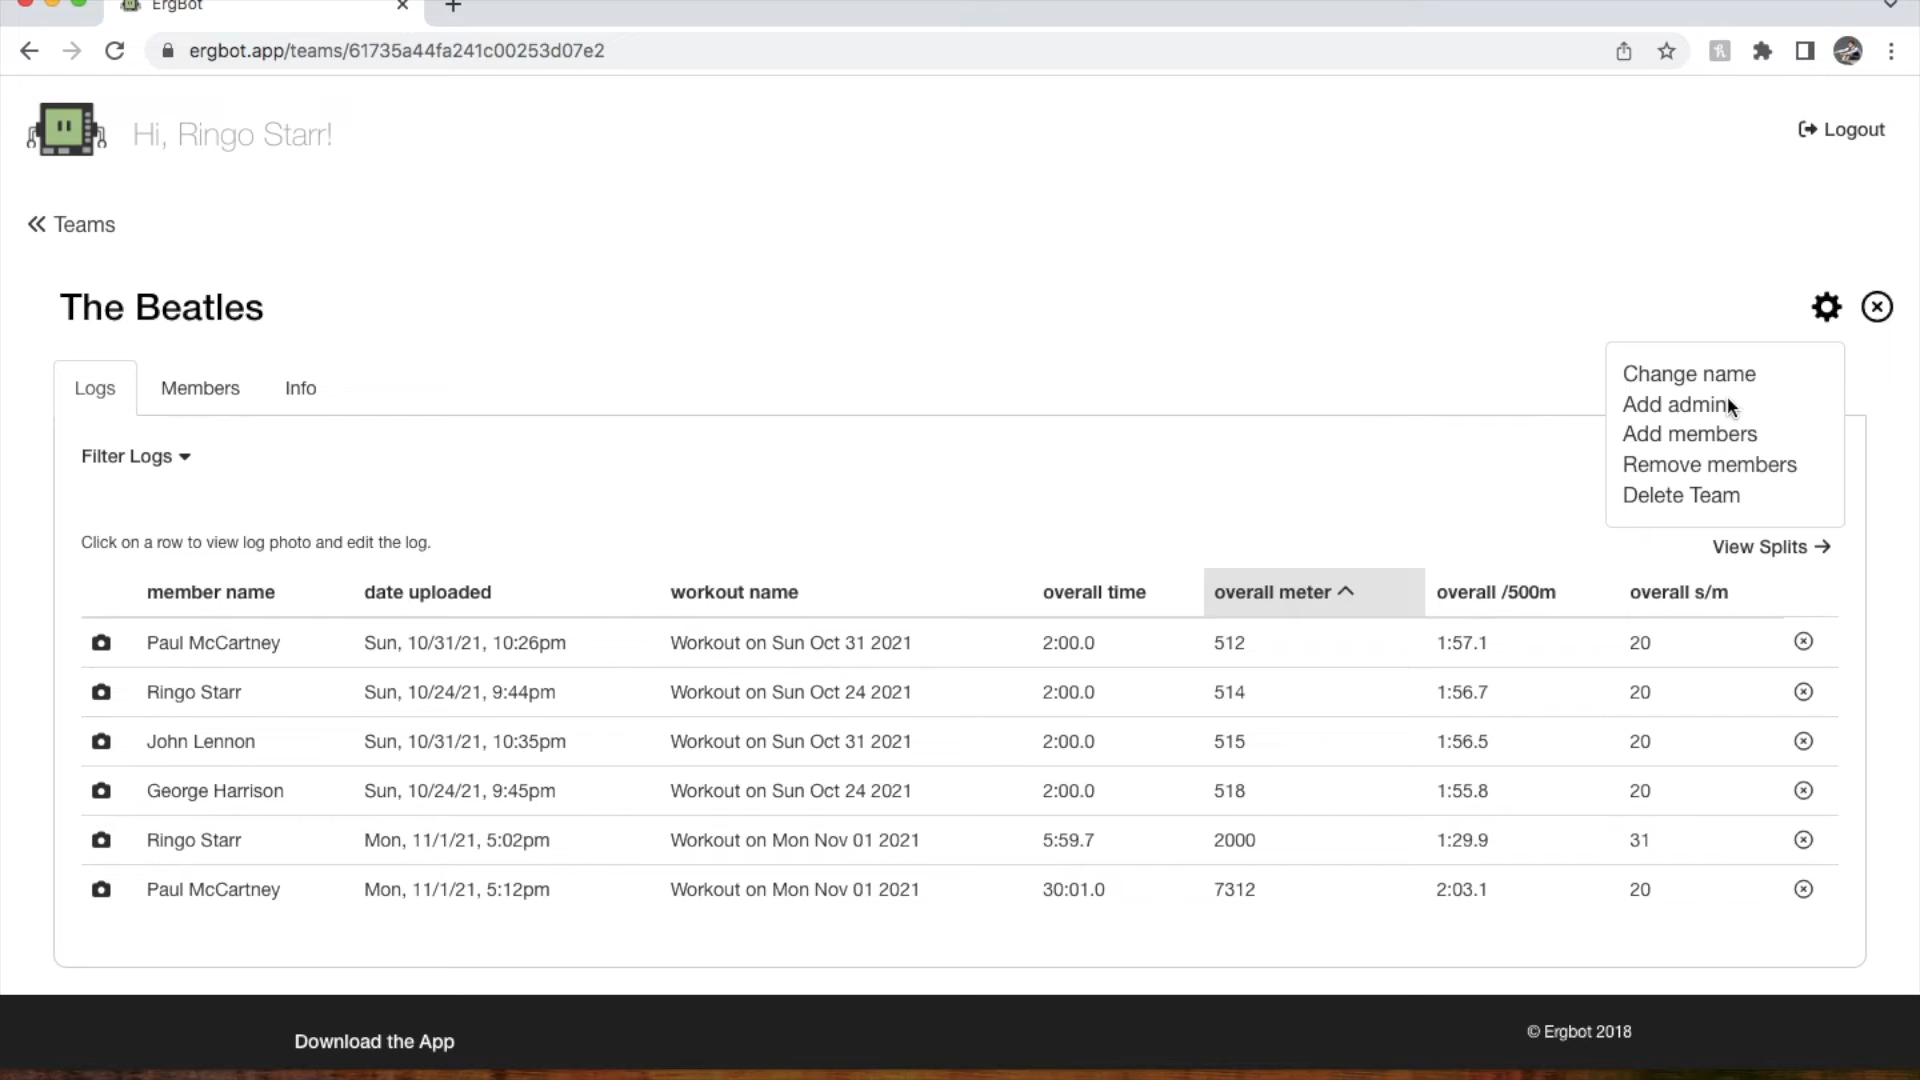 ErgBot
ergbot.app/teams/61735a44fa241c00253d07e2
Hi, Ringo Starr!
Logout
Teams
The Beatles
Logs Members Info
Change name
Add admin
Add members
Remove members
Delete Team
Filter Logs
Click on a row to view log photo and edit the log.
View Splits
member name date uploaded workout name overall time overall meter overall /500m overall s/m
Paul McCartney Sun, 10/31/21, 10:26pm Workout on Sun Oct 31 2021 2:00.0 512 1:57.1 20
Ringo Starr Sun, 10/24/21, 9:44pm Workout on Sun Oct 24 2021 2:00.0 514 1:56.7 20
John Lennon Sun, 10/31/21, 10:35pm Workout on Sun Oct 31 2021 2:00.0 515 1:56.5 20
George Harrison Sun, 10/24/21, 9:45pm Workout on Sun Oct 24 2021 2:00.0 518 1:55.8 20
Ringo Starr Mon, 11/1/21, 5:02pm Workout on Mon Nov 01 2021 5:59.7 2000 1:29.9 31
Paul McCartney Mon, 11/1/21, 5:12pm Workout on Mon Nov 01 2021 30:01.0 7312 2:03.1 20
Download the App
© Ergbot 2018